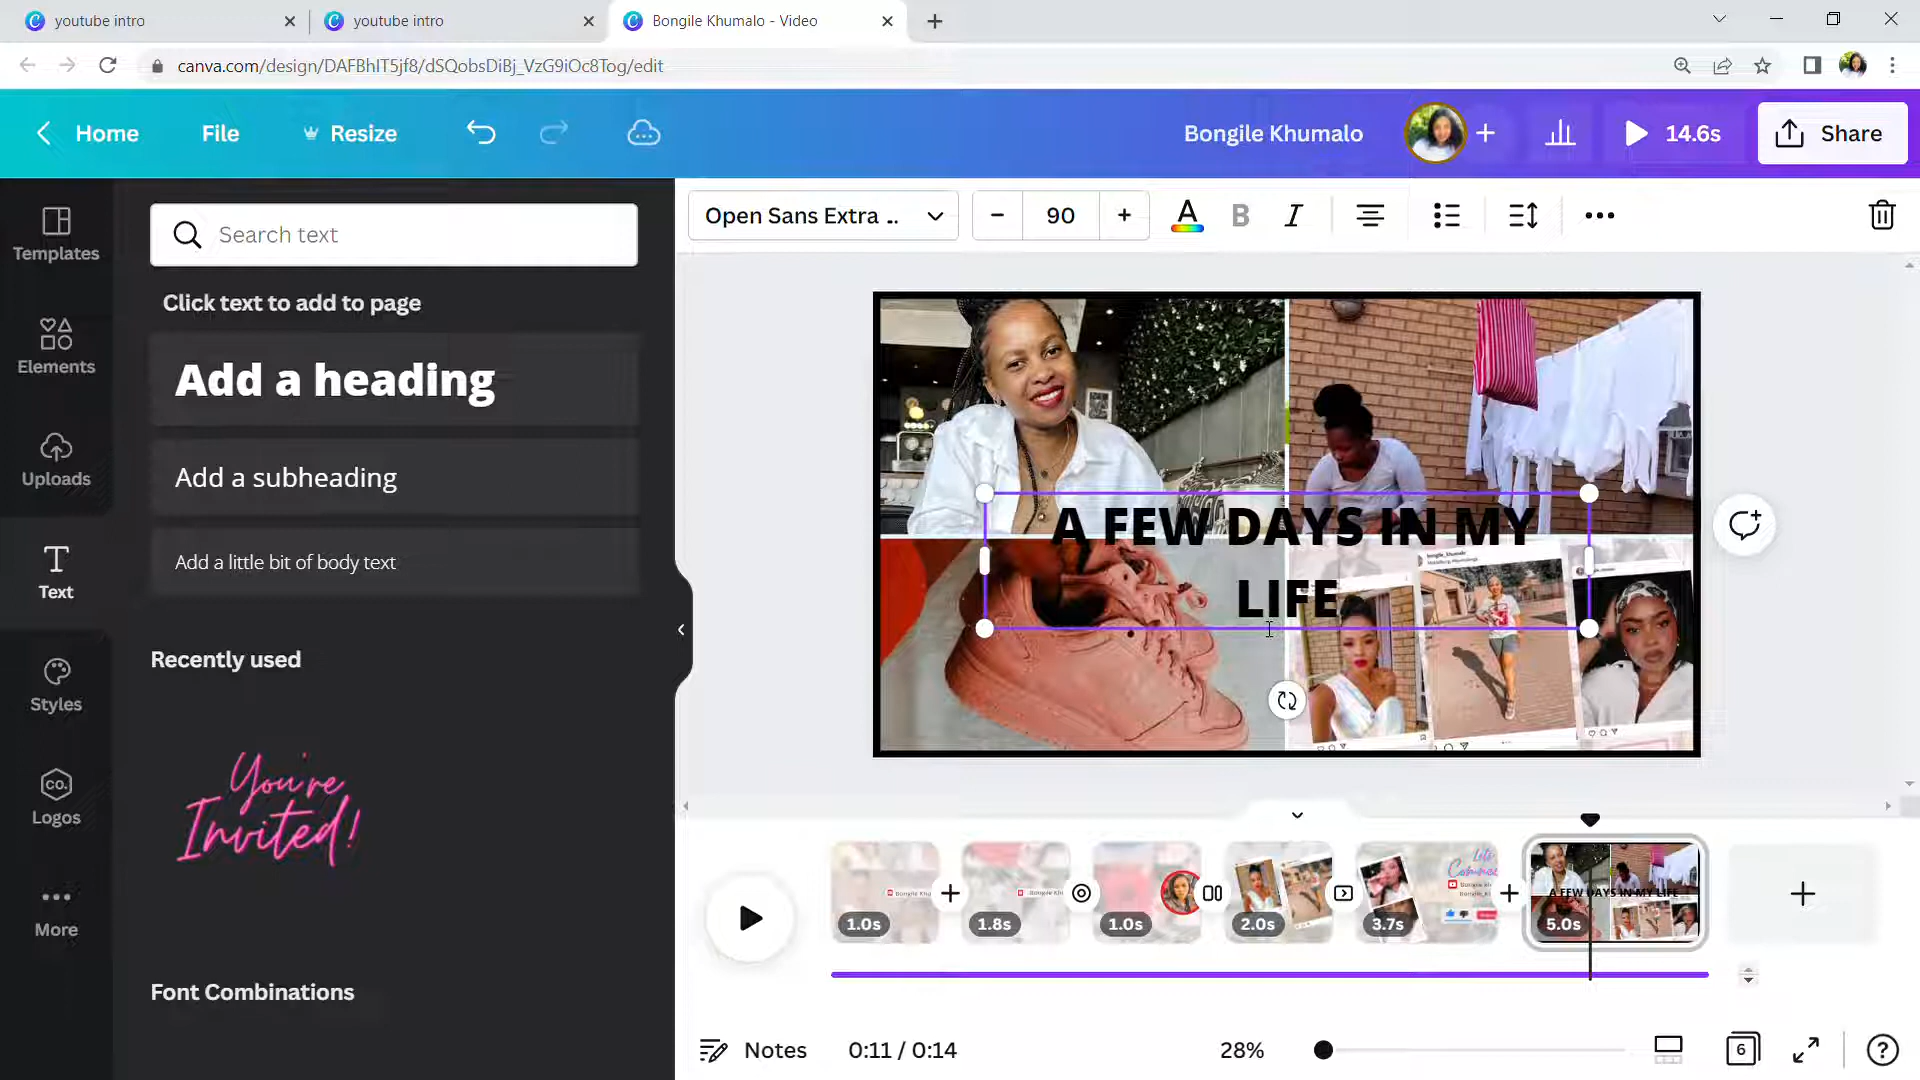 youtube intro
youtube intro
Bongile Khumalo - Video
canva.com/design/DAFBhIT5jf8/dSQobsDiBj_VzG9iOc8Tog/edit
Home
File
Resize
Bongile Khumalo
14.6s
Share
Templates
Elements
Uploads
Text
Styles
CO.
Logos
More
Search text
Click text to add to page
Add a heading
Add a subheading
Add a little bit of body text
Recently used
You're
Invited!
Font Combinations
Open Sans Extra ..
90
A
B
I
A FEW DAYS IN MY
LIFE
bongile_khumalo
1.0s
1.8s
1.0s
2.0s
3.7s
5.0s
A FEW DAYS IN MY LIFE
Notes
0:11 / 0:14
28%
6